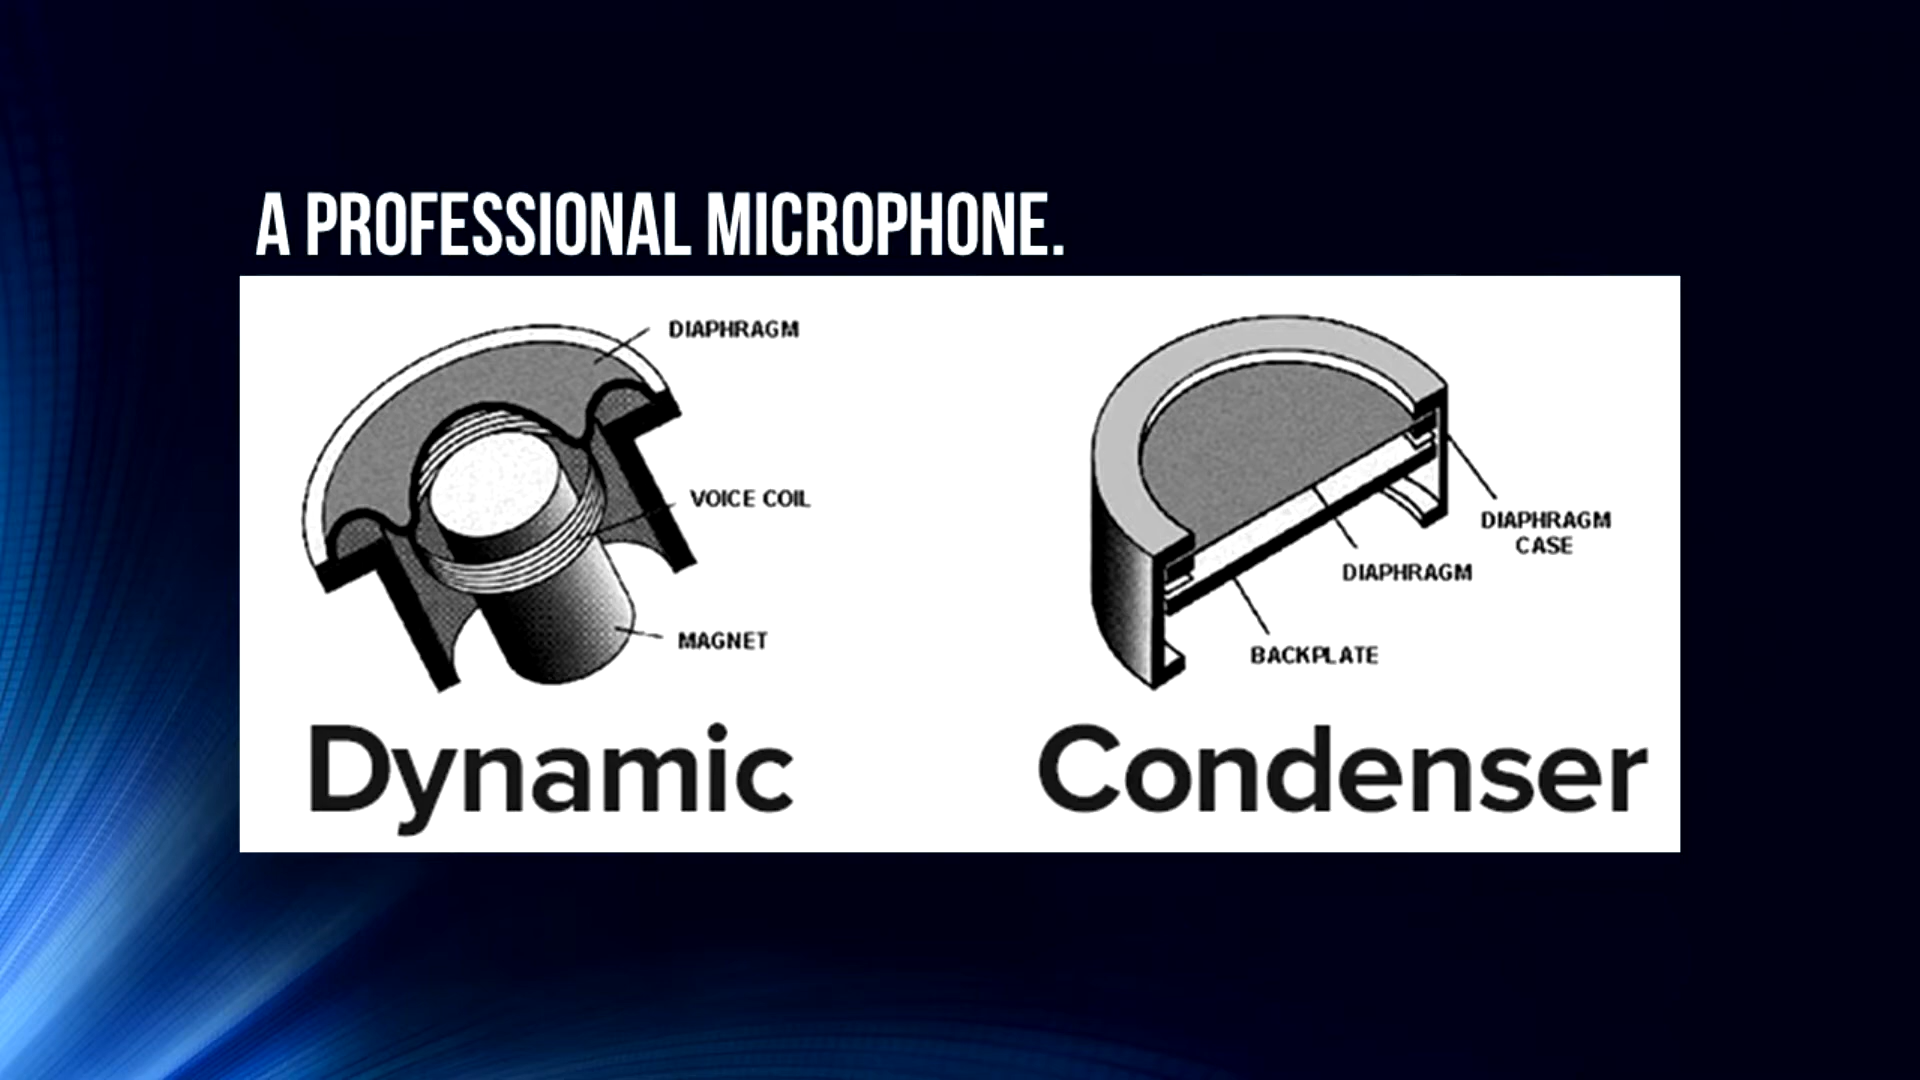 A PROFESSIONAL MICROPHONE.
DIAPHRAGM
VOICE COIL
MAGNET
Dynamic
DIAPHRAGM
CASE
DIAPHRAGM
BACKPLATE
Condenser